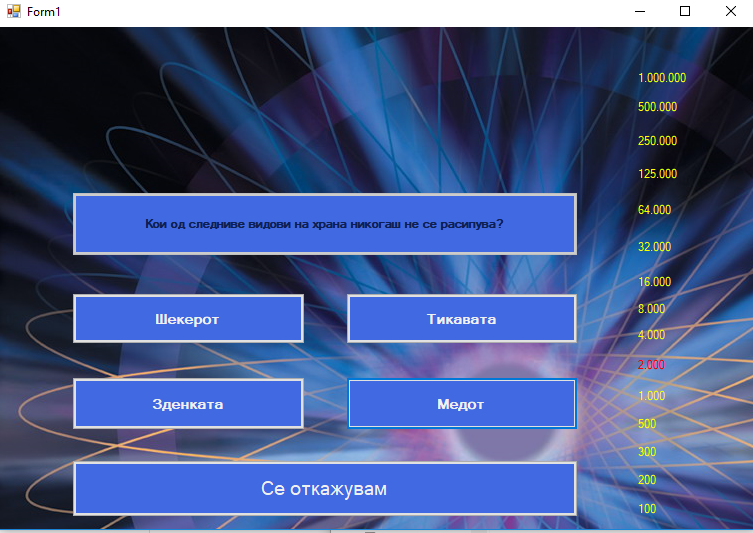 Form1
1.000.000
500.000
250.000
125.000
64.000
Кои од следниве видови на храна никогаш не се расипува?
32.000
16.000
8.000
Шекерот
Тикавата
4.000
2.000
1.000
Зденката
Медот
500
300
200
Се откажувам
100